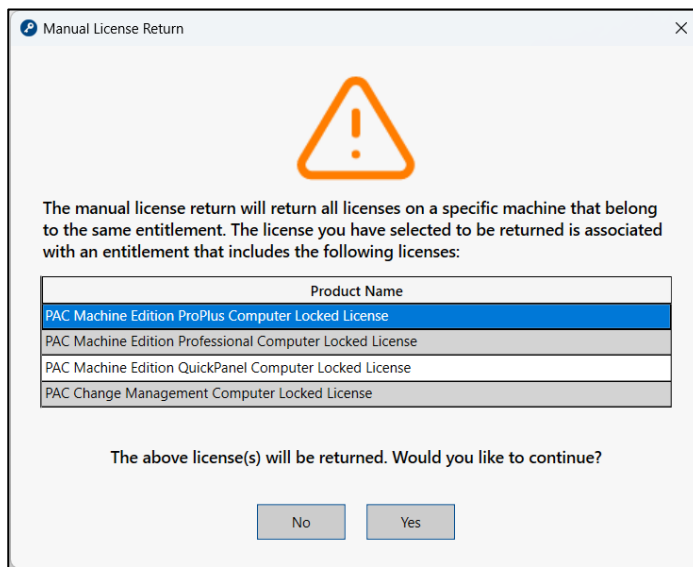 Manual License Return
The manual license return will return all licenses on a specific machine that belong
to the same entitlement. The license you have selected to be returned is associated
with an entitlement that includes the following licenses:
Product Name
PAC Machine Edition ProPlus Computer Locked License
PAC Machine Edition Professional Computer Locked License
PAC Machine Edition QuickPanel Computer Locked License
PAC Change Management Computer Locked License
The above license(s) will be returned. Would you like to continue?
No Yes